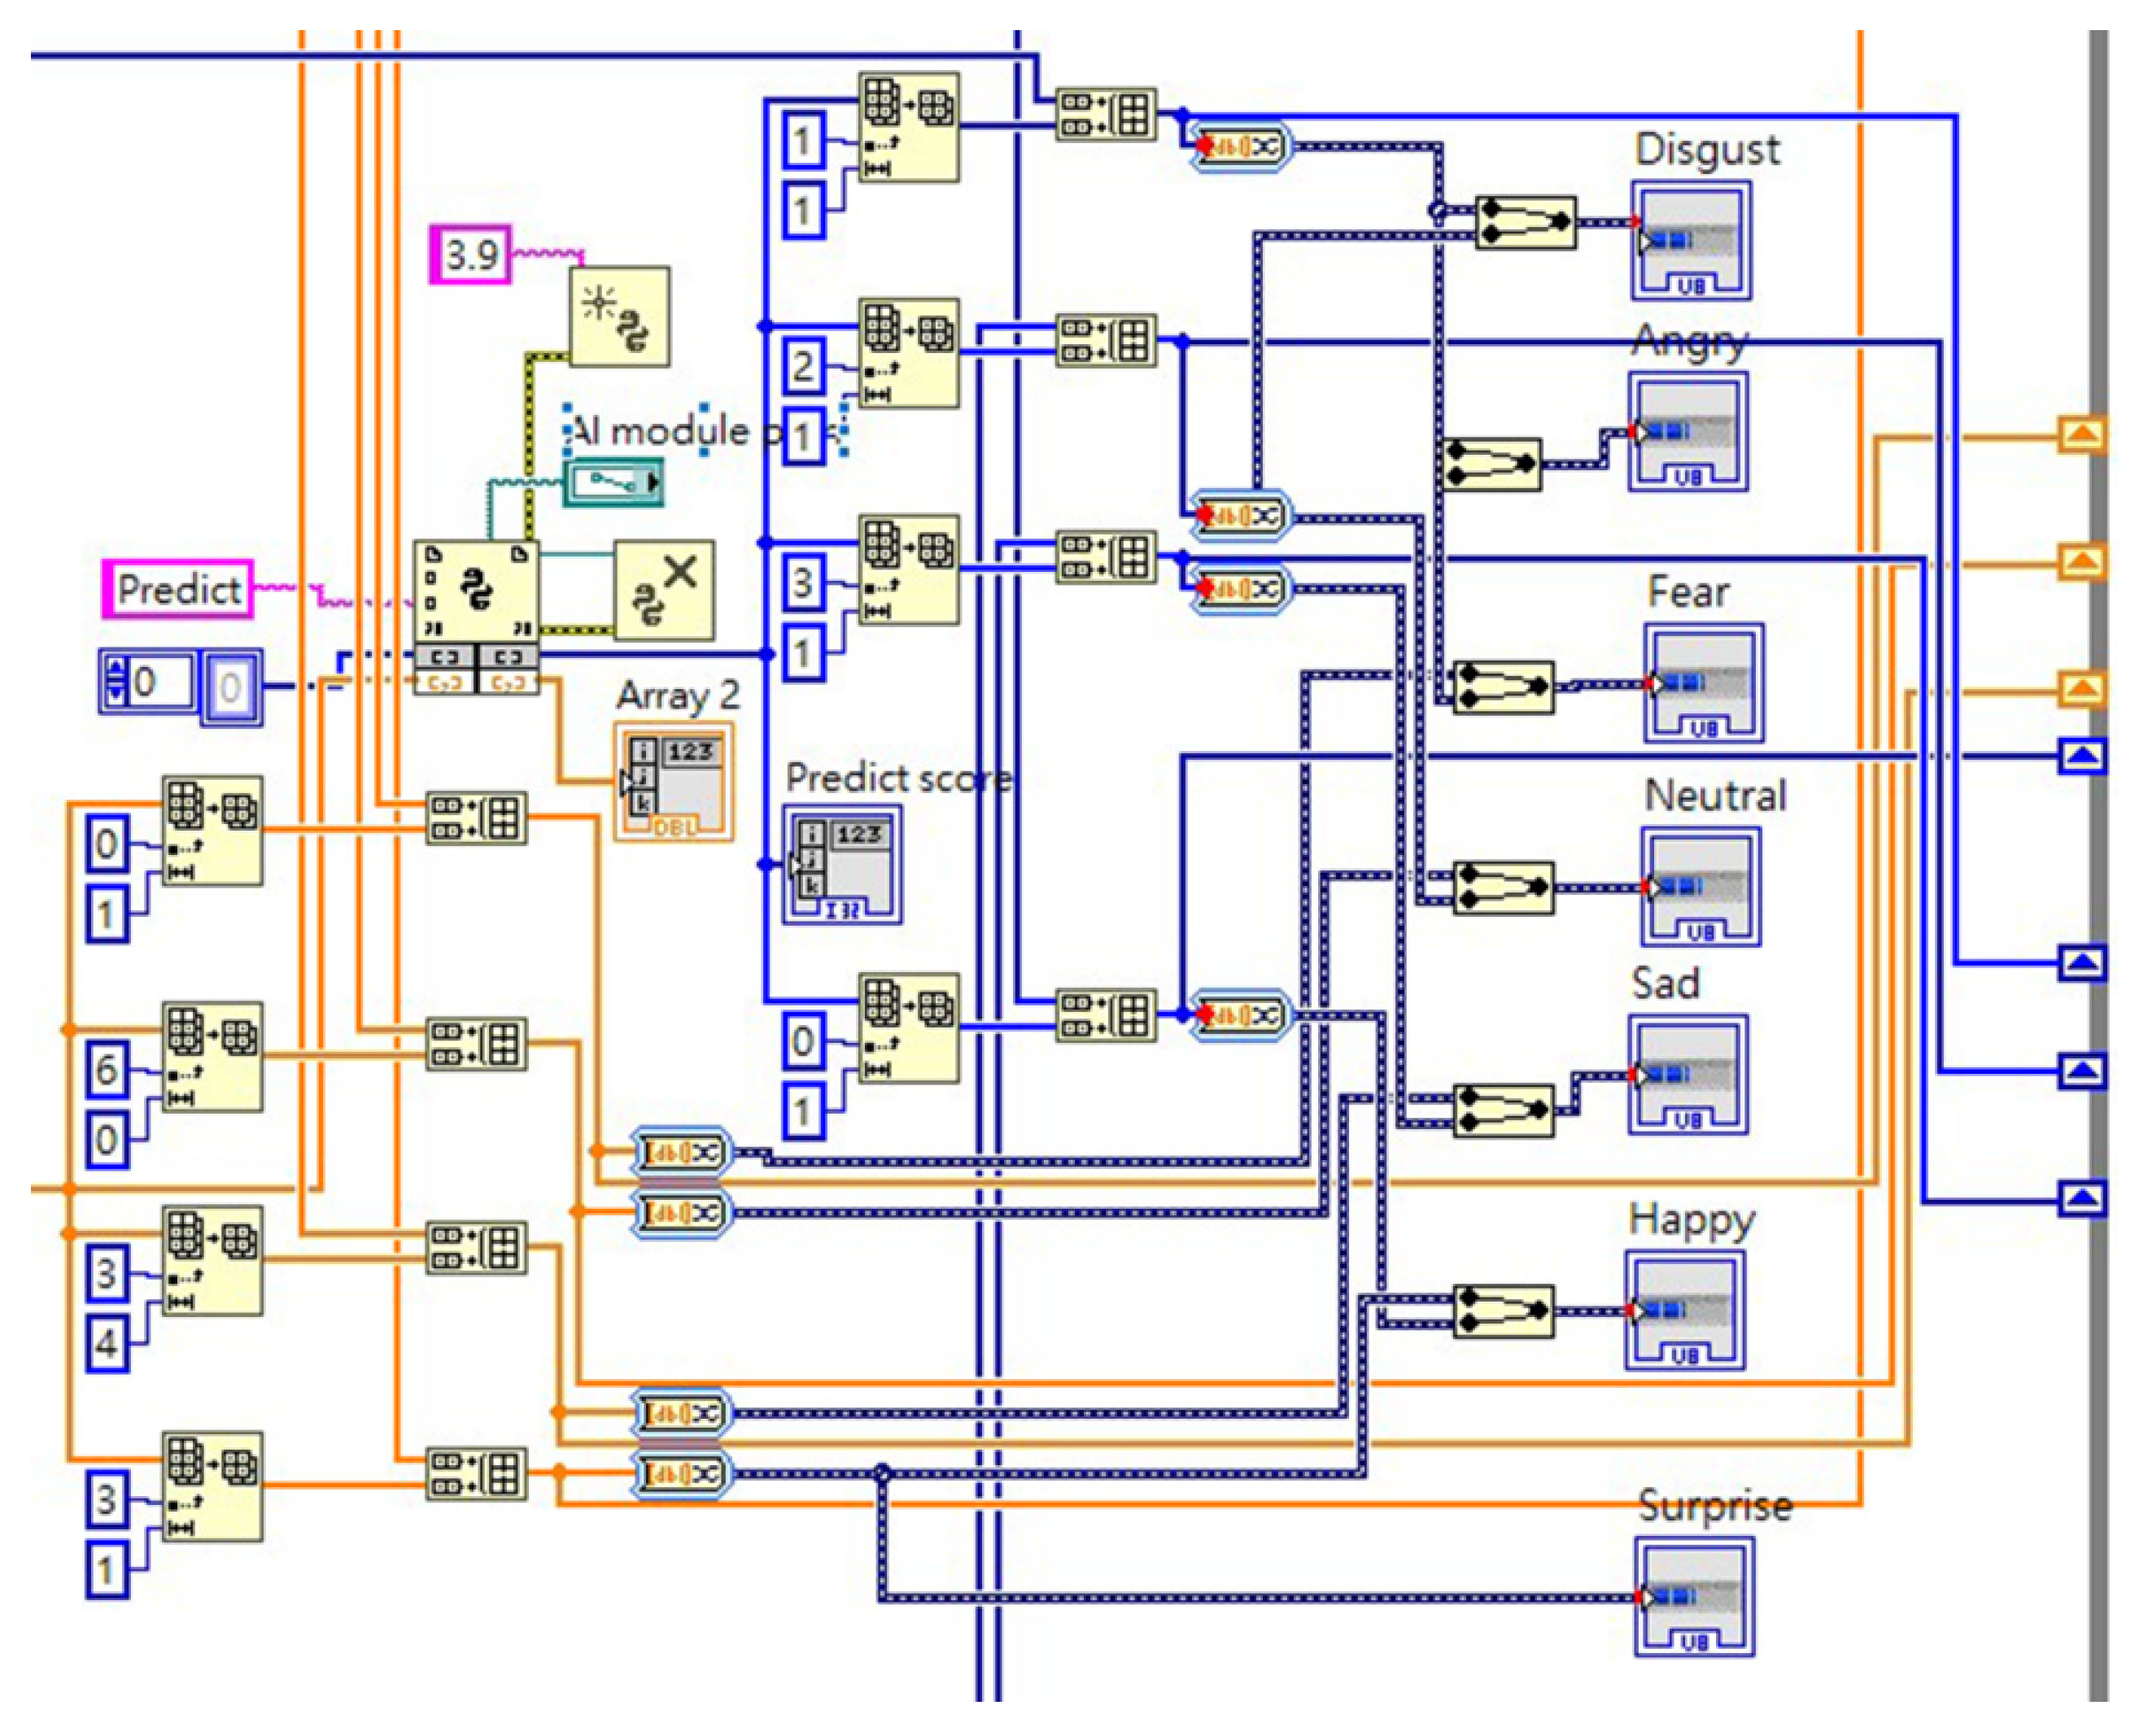 1
1
Disgust
3.9
2
1
Angry
AI module
3
1
Predict
0
0
Fear
Array 2
123
i
j
k
DBL
Predict score
123
i
j
k
I32
Neutral
0
1
0
1
Sad
6
0
3
4
Happy
3
1
Surprise